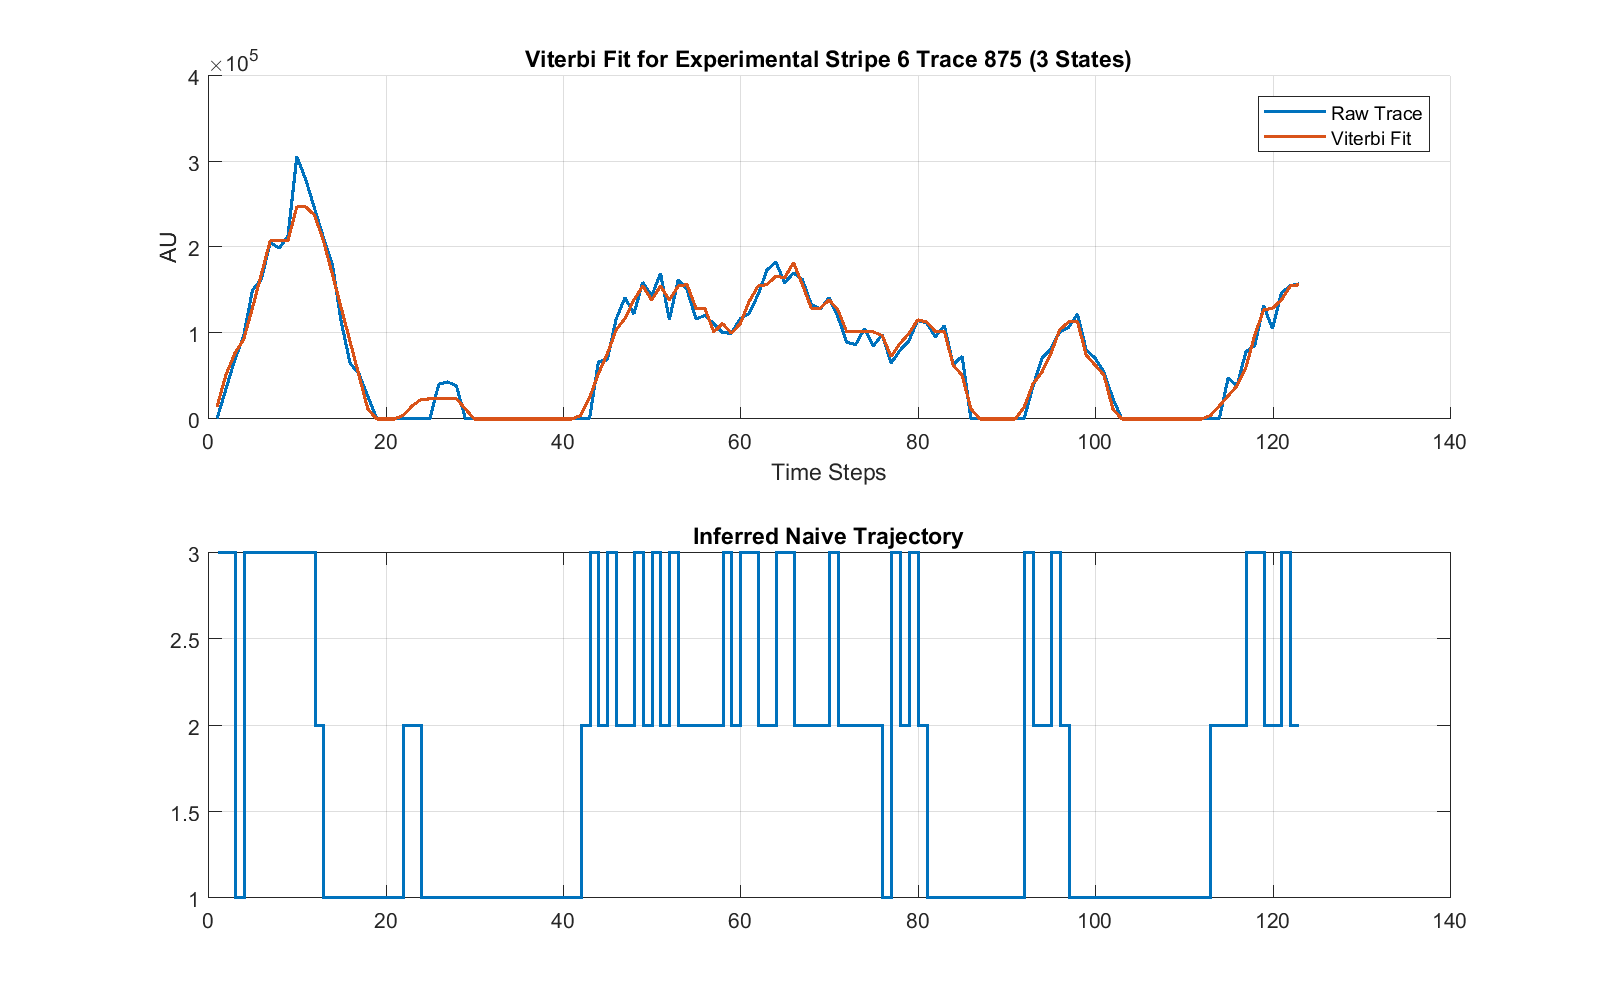 Viterbi Fit for Experimental Stripe 6 Trace 875 (3 States)
×10⁵
4
3
2
1
0
AU
Raw Trace
Viterbi Fit
0 20 40 60 80 100 120 140
Time Steps
Inferred Naive Trajectory
3
2.5
2
1.5
1
0 20 40 60 80 100 120 140